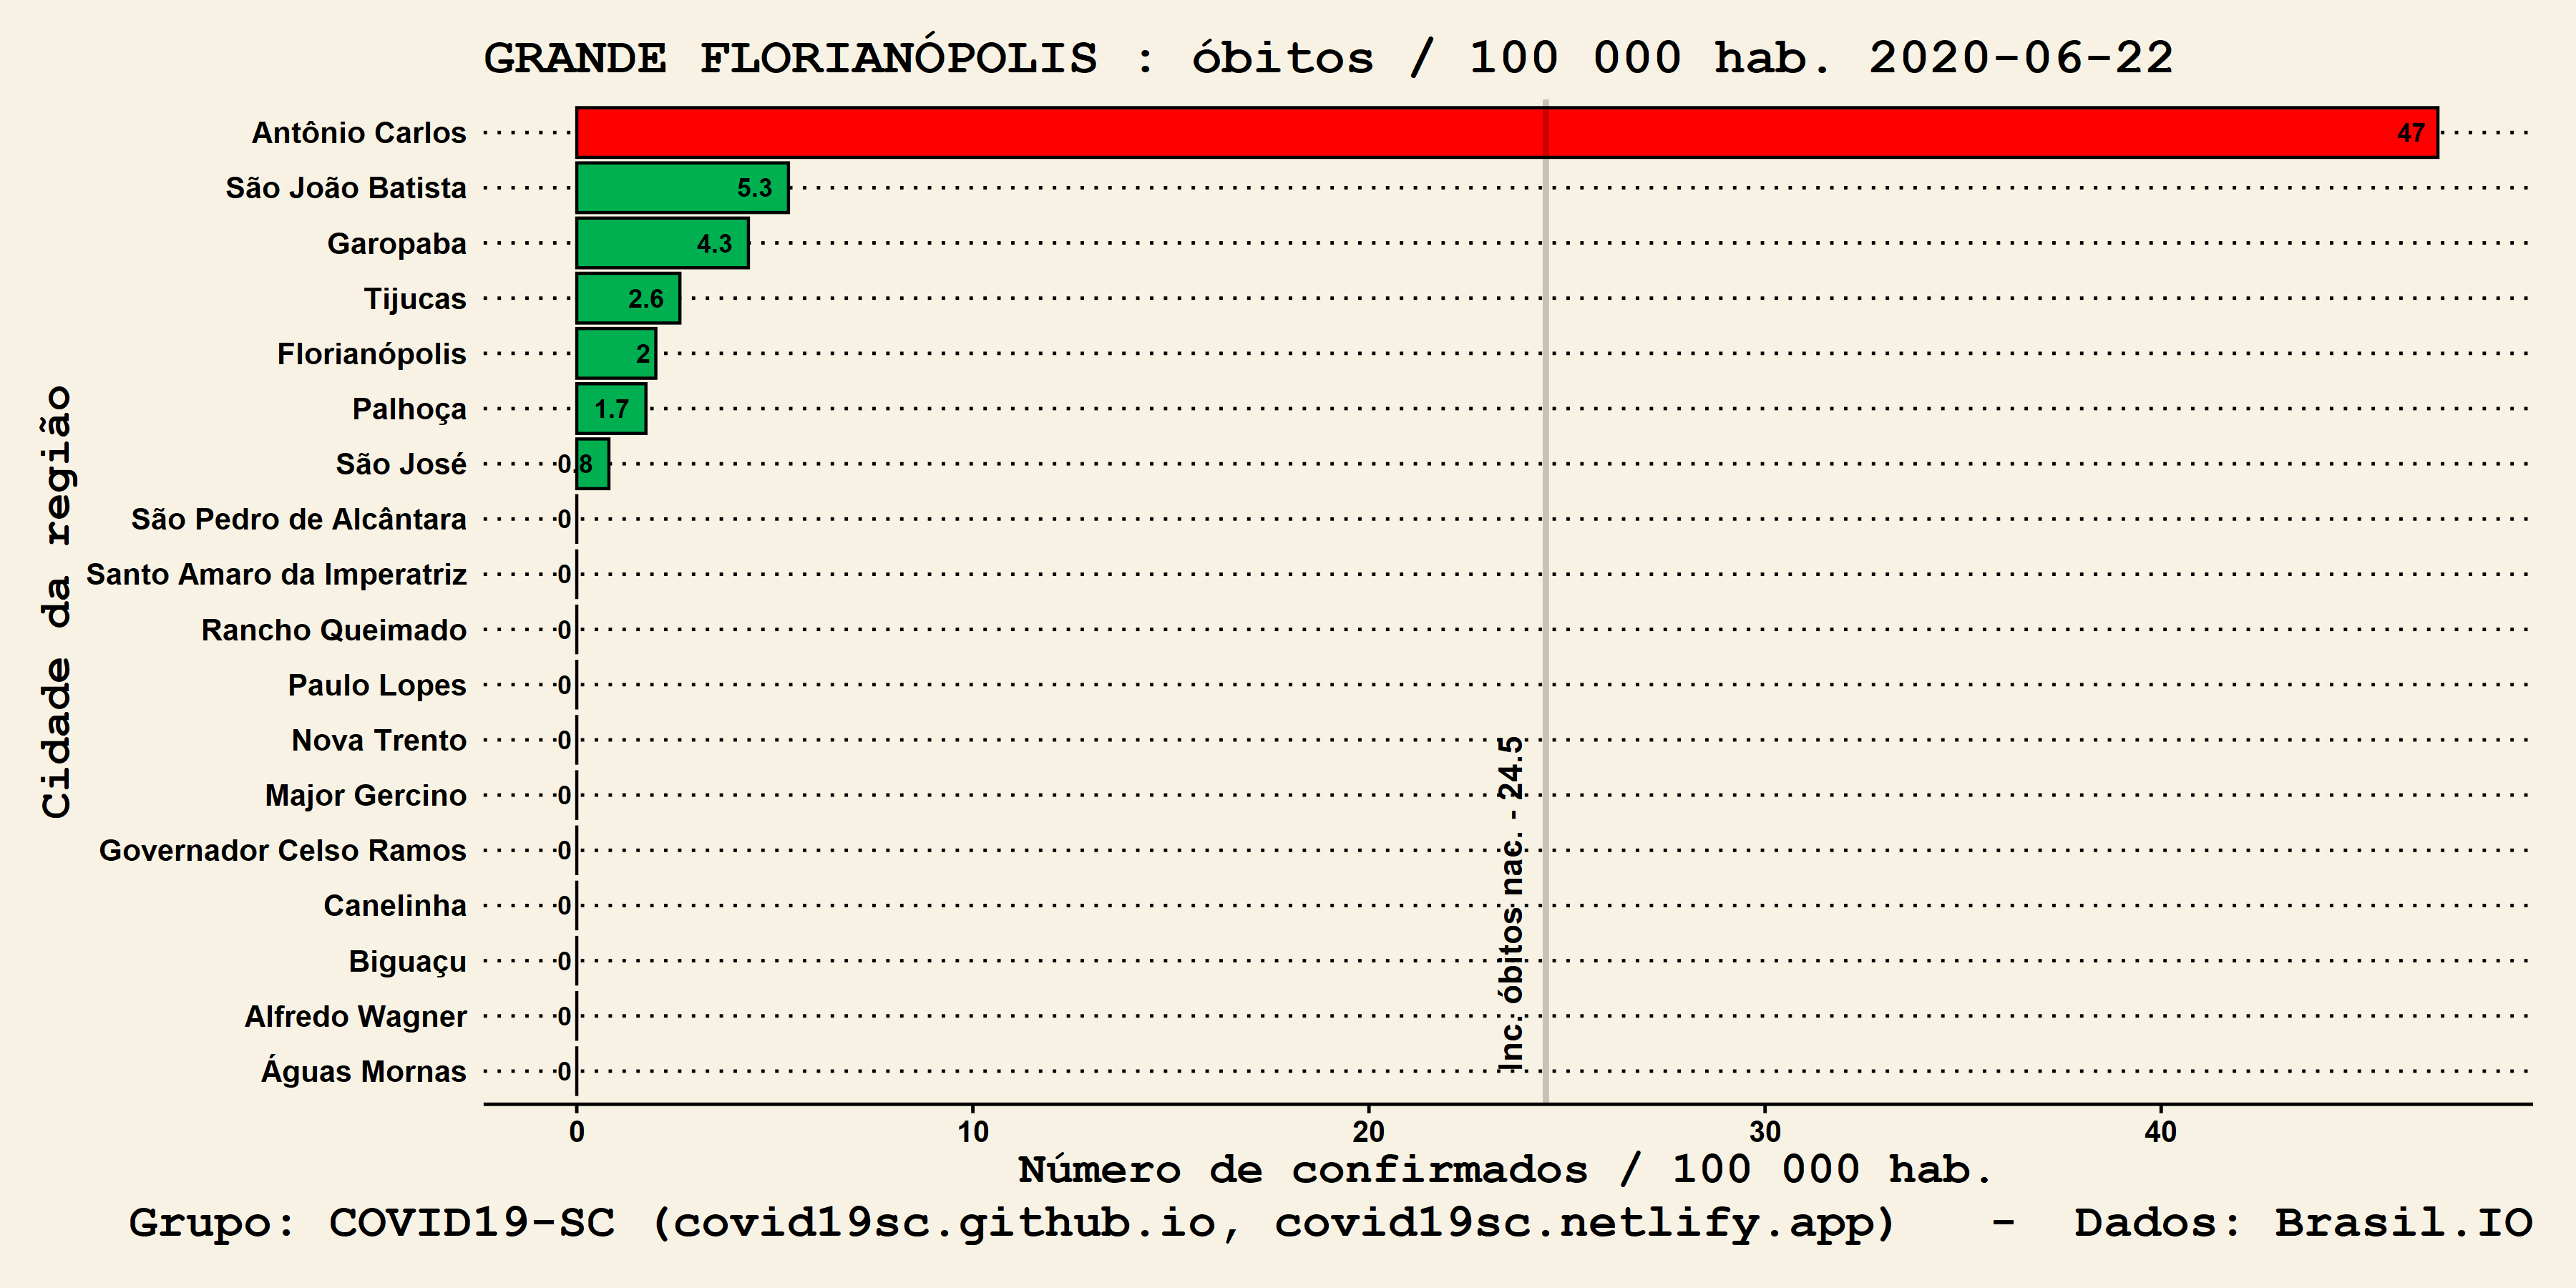 GRANDE FLORIANÓPOLIS : óbitos / 100 000 hab. 2020-06-22
Cidade da região
Antônio Carlos 47
São João Batista 5.3
Garopaba 4.3
Tijucas 2.6
Florianópolis 2
Palhoça 1.7
São José 0.8
São Pedro de Alcântara 0
Santo Amaro da Imperatriz 0
Rancho Queimado 0
Paulo Lopes 0
Nova Trento 0
Major Gercino 0
Governador Celso Ramos 0
Canelinha 0
Biguaçu 0
Alfredo Wagner 0
Águas Mornas 0
Inc. óbitos nac. - 24.5
0 10 20 30 40
Número de confirmados / 100 000 hab.
Grupo: COVID19-SC (covid19sc.github.io, covid19sc.netlify.app) - Dados: Brasil.IO